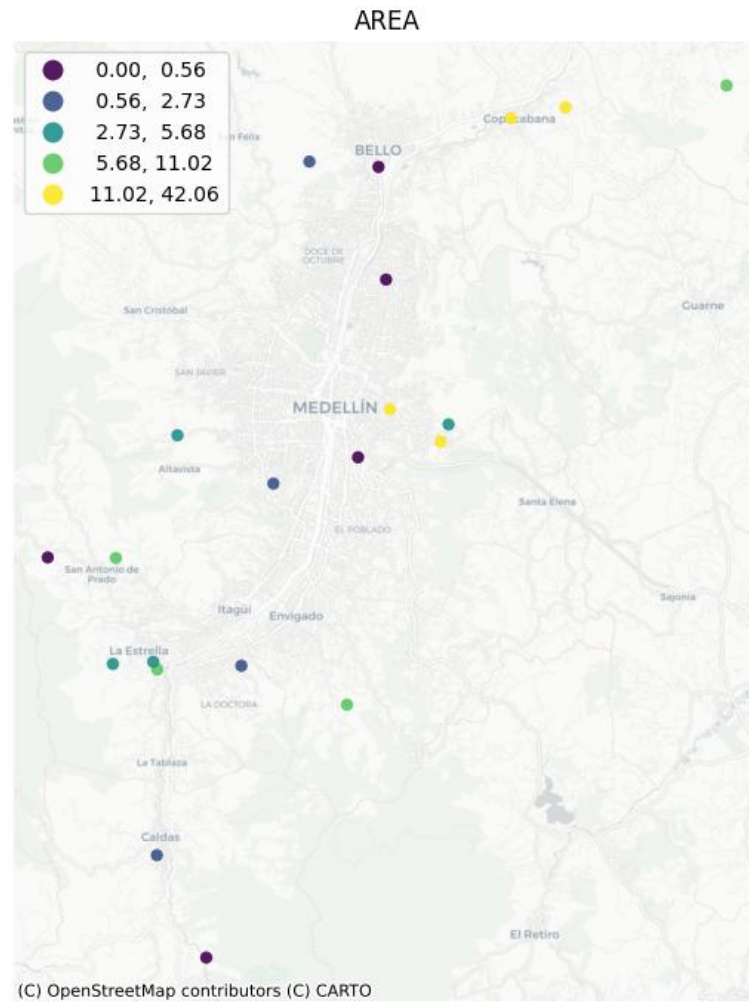 AREA
0.00, 0.56
0.56, 2.73
2.73, 5.68
5.68, 11.02
11.02, 42.06
San Félix
Copacabana
BELLO
DOCE DE
OCTUBRE
San Cristóbal
Guarne
SAN JAVIER
MEDELLÍN
Altavista
Santa Elena
EL POBLADO
San Antonio de
Prado
Sajonia
Itagüí
Envigado
La Estrella
LA DOCTORA
La Tablaza
Caldas
El Retiro
(C) OpenStreetMap contributors (C) CARTO